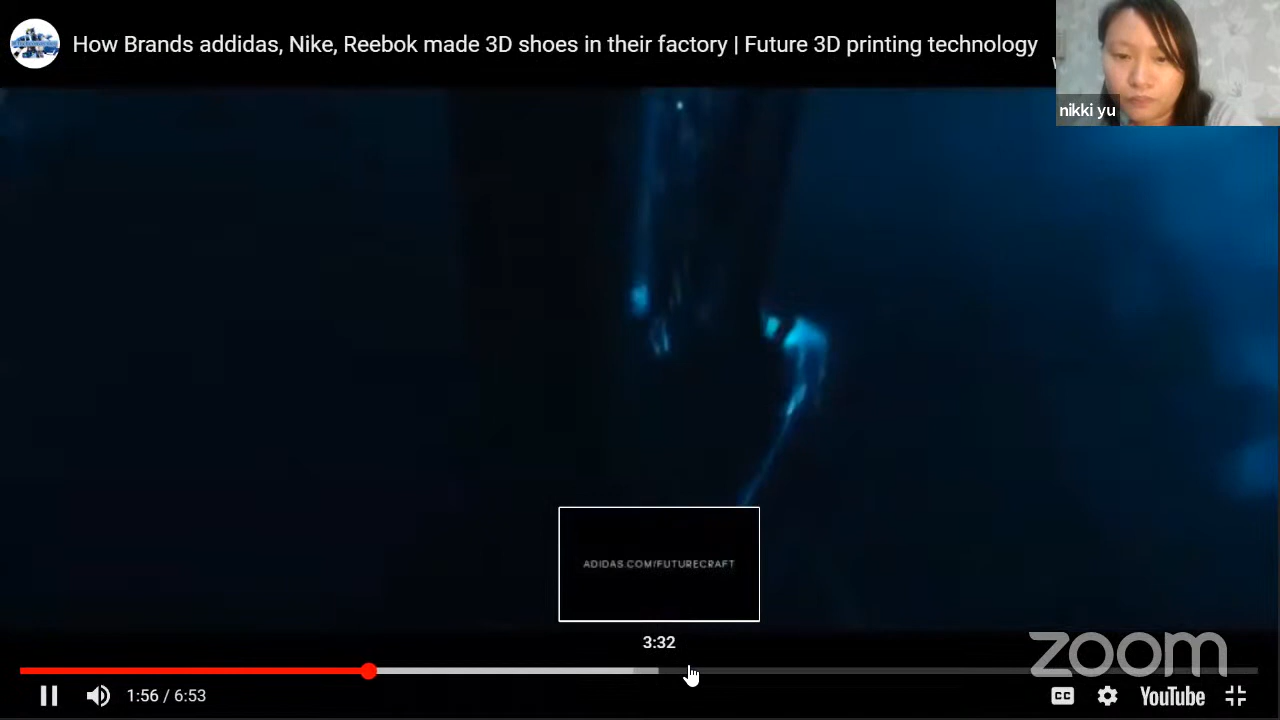 How Brands addidas, Nike, Reebok made 3D shoes in their factory | Future 3D printing technology
nikki yu
ADIDAS.COM/FUTURECRAFT
3:32
zoom
1:56 / 6:53
CC
YouTube